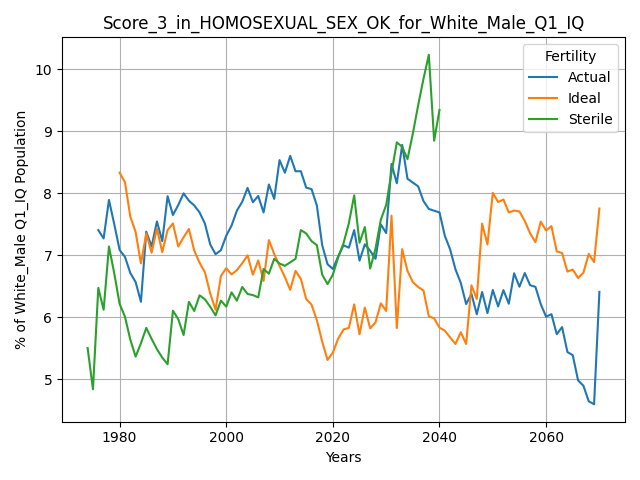 Score_3_in_HOMOSEXUAL_SEX_OK_for_White_Male_Q1_IQ
Fertility
Actual
Ideal
Sterile
% of White_Male Q1_IQ Population
10
9
8
7
6
5
1980
2000
2020
2040
2060
Years